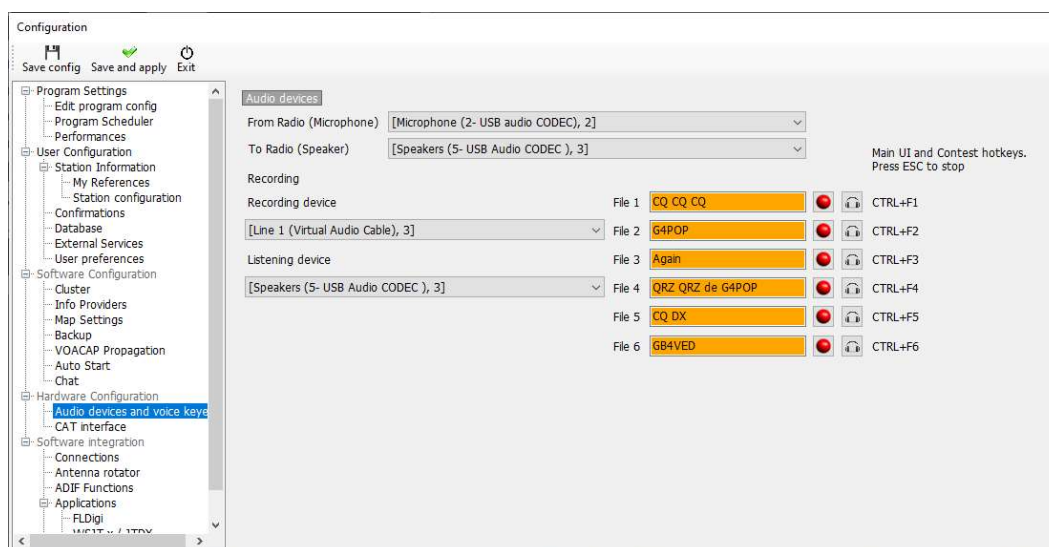 Configuration
Save config Save and apply Exit
Program Settings
Edit program config
Program Scheduler
Performances
User Configuration
Station Information
My References
Station configuration
Confirmations
Database
External Services
User preferences
Software Configuration
Cluster
Info Providers
Map Settings
Backup
VOACAP Propagation
Auto Start
Chat
Hardware Configuration
Audio devices and voice keye
CAT interface
Software integration
Connections
Antenna rotator
ADIF Functions
Applications
FLDigi
WSJT-x / JTDX
Audio devices
From Radio (Microphone) [Microphone (2- USB audio CODEC), 2]
To Radio (Speaker) [Speakers (5- USB Audio CODEC ), 3]
Main UI and Contest hotkeys.
Press ESC to stop
Recording
Recording device
[Line 1 (Virtual Audio Cable), 3]
Listening device
[Speakers (5- USB Audio CODEC ), 3]
File 1 CQ CQ CQ CTRL+F1
File 2 G4POP CTRL+F2
File 3 Again CTRL+F3
File 4 QRZ QRZ de G4POP CTRL+F4
File 5 CQ DX CTRL+F5
File 6 GB4VED CTRL+F6